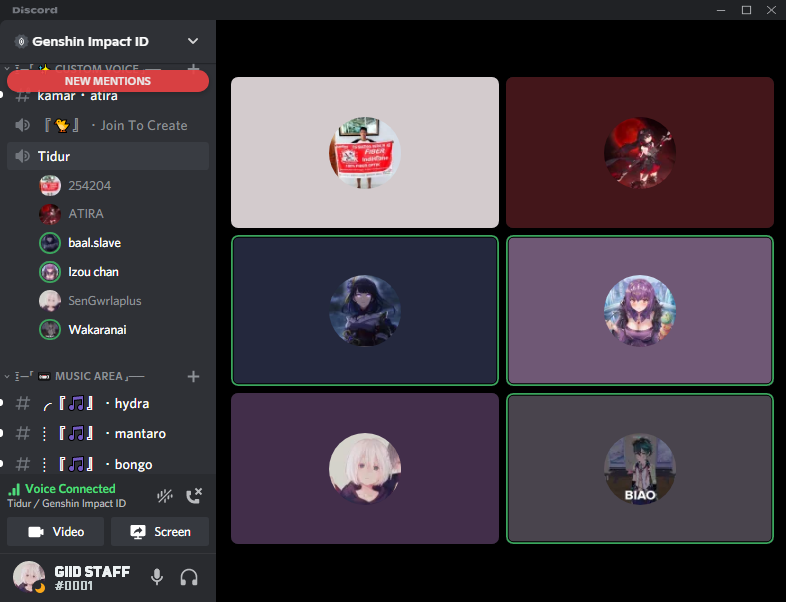 Discord
Genshin Impact ID
CUSTOM VOICE
NEW MENTIONS
kamar・atira
『🐤』・Join To Create
Tidur
254204
ATIRA
baal.slave
Izou chan
SenGwrlaplus
Wakaranai
MUSIC AREA
╭【🎵】・hydra
┊【🎵】・mantaro
┊【🎵】・bongo
Voice Connected
Tidur / Genshin Impact ID
Video
Screen
GIID STAFF
#0001
FIBER
IndiHome
BIAO